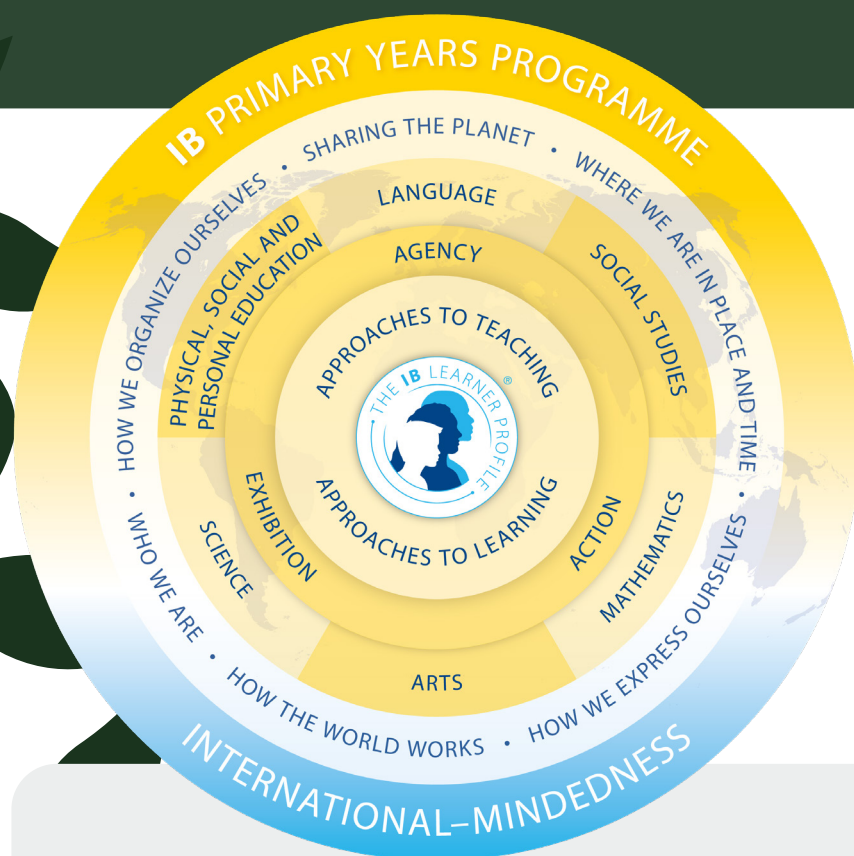 IB PRIMARY YEARS PROGRAMME
SHARING THE PLANET •
WHERE WE ARE IN PLACE AND TIME •
HOW WE EXPRESS OURSELVES •
HOW THE WORLD WORKS •
WHO WE ARE •
HOW WE ORGANIZE OURSELVES •
LANGUAGE
SOCIAL STUDIES
MATHEMATICS
ARTS
SCIENCE
PHYSICAL, SOCIAL AND
PERSONAL EDUCATION
AGENCY
ACTION
EXHIBITION
APPROACHES TO TEACHING
APPROACHES TO LEARNING
THE IB LEARNER PROFILE ®
INTERNATIONAL–MINDEDNESS